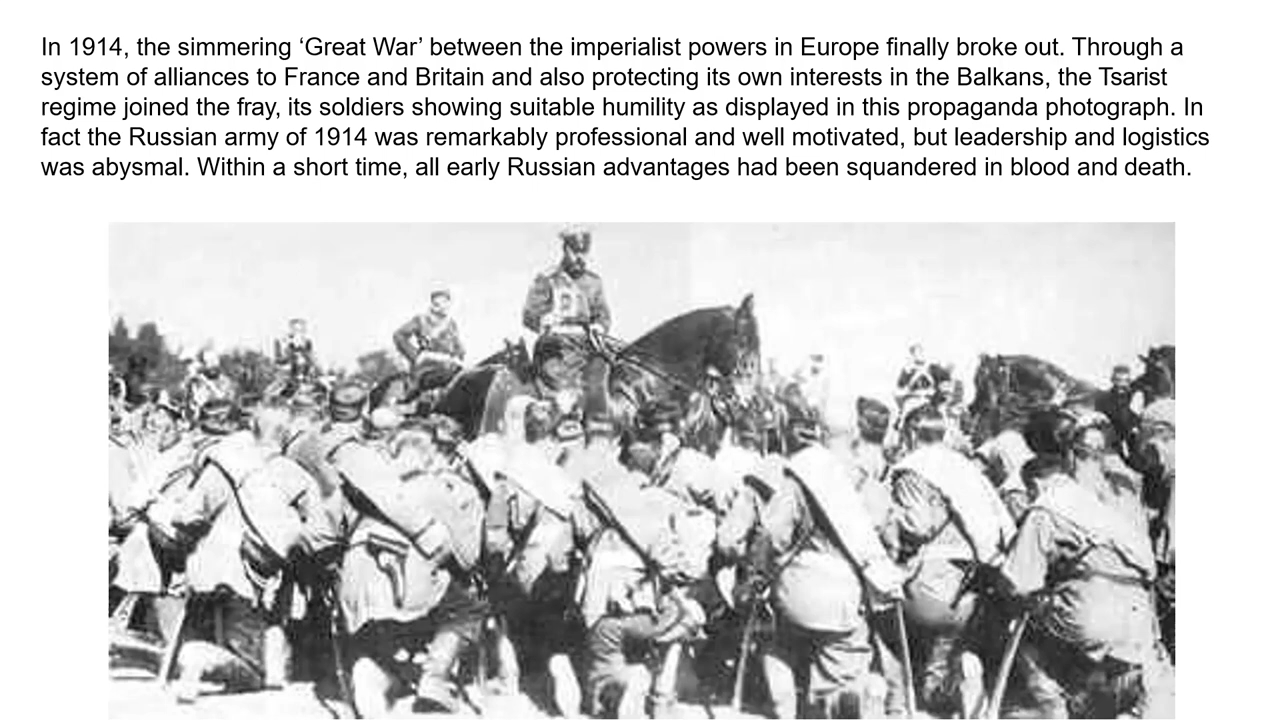 In 1914, the simmering ‘Great War’ between the imperialist powers in Europe finally broke out. Through a
system of alliances to France and Britain and also protecting its own interests in the Balkans, the Tsarist
regime joined the fray, its soldiers showing suitable humility as displayed in this propaganda photograph. In
fact the Russian army of 1914 was remarkably professional and well motivated, but leadership and logistics
was abysmal. Within a short time, all early Russian advantages had been squandered in blood and death.